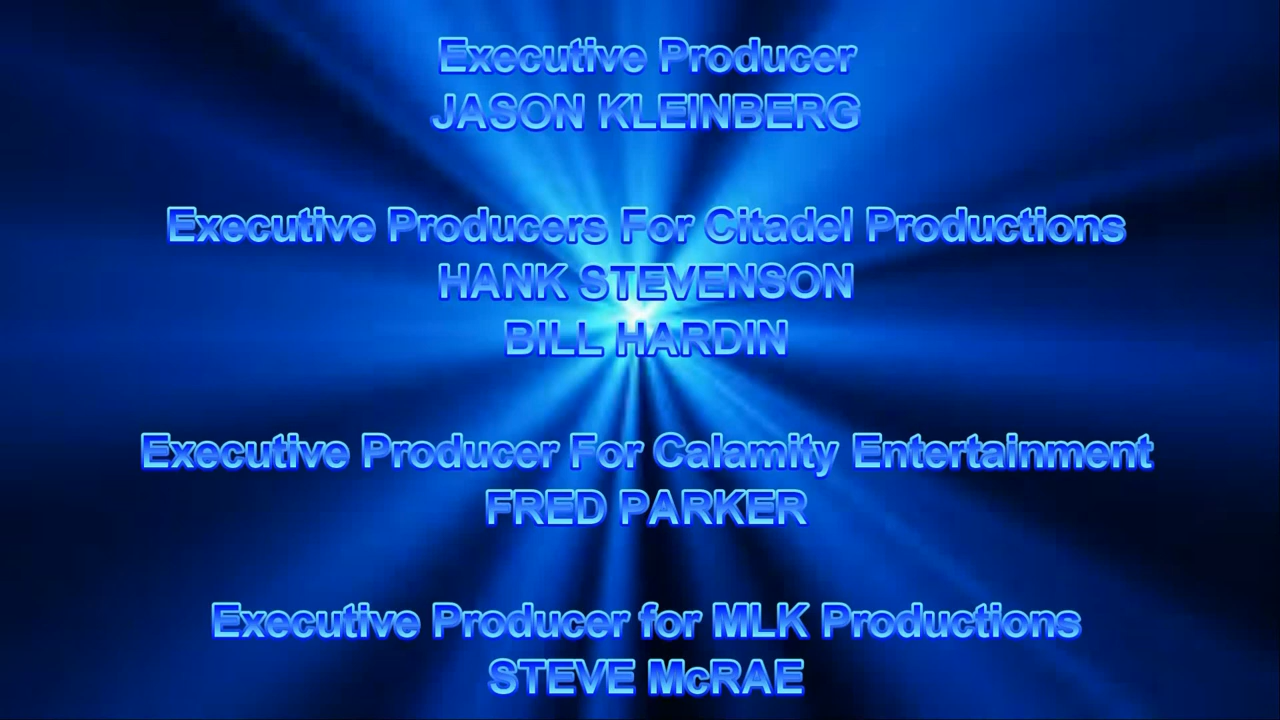 Executive Producer
JASON KLEINBERG
Executive Producers For Citadel Productions
HANK STEVENSON
BILL HARDIN
Executive Producer For Calamity Entertainment
FRED PARKER
Executive Producer for MLK Productions
STEVE McRAE